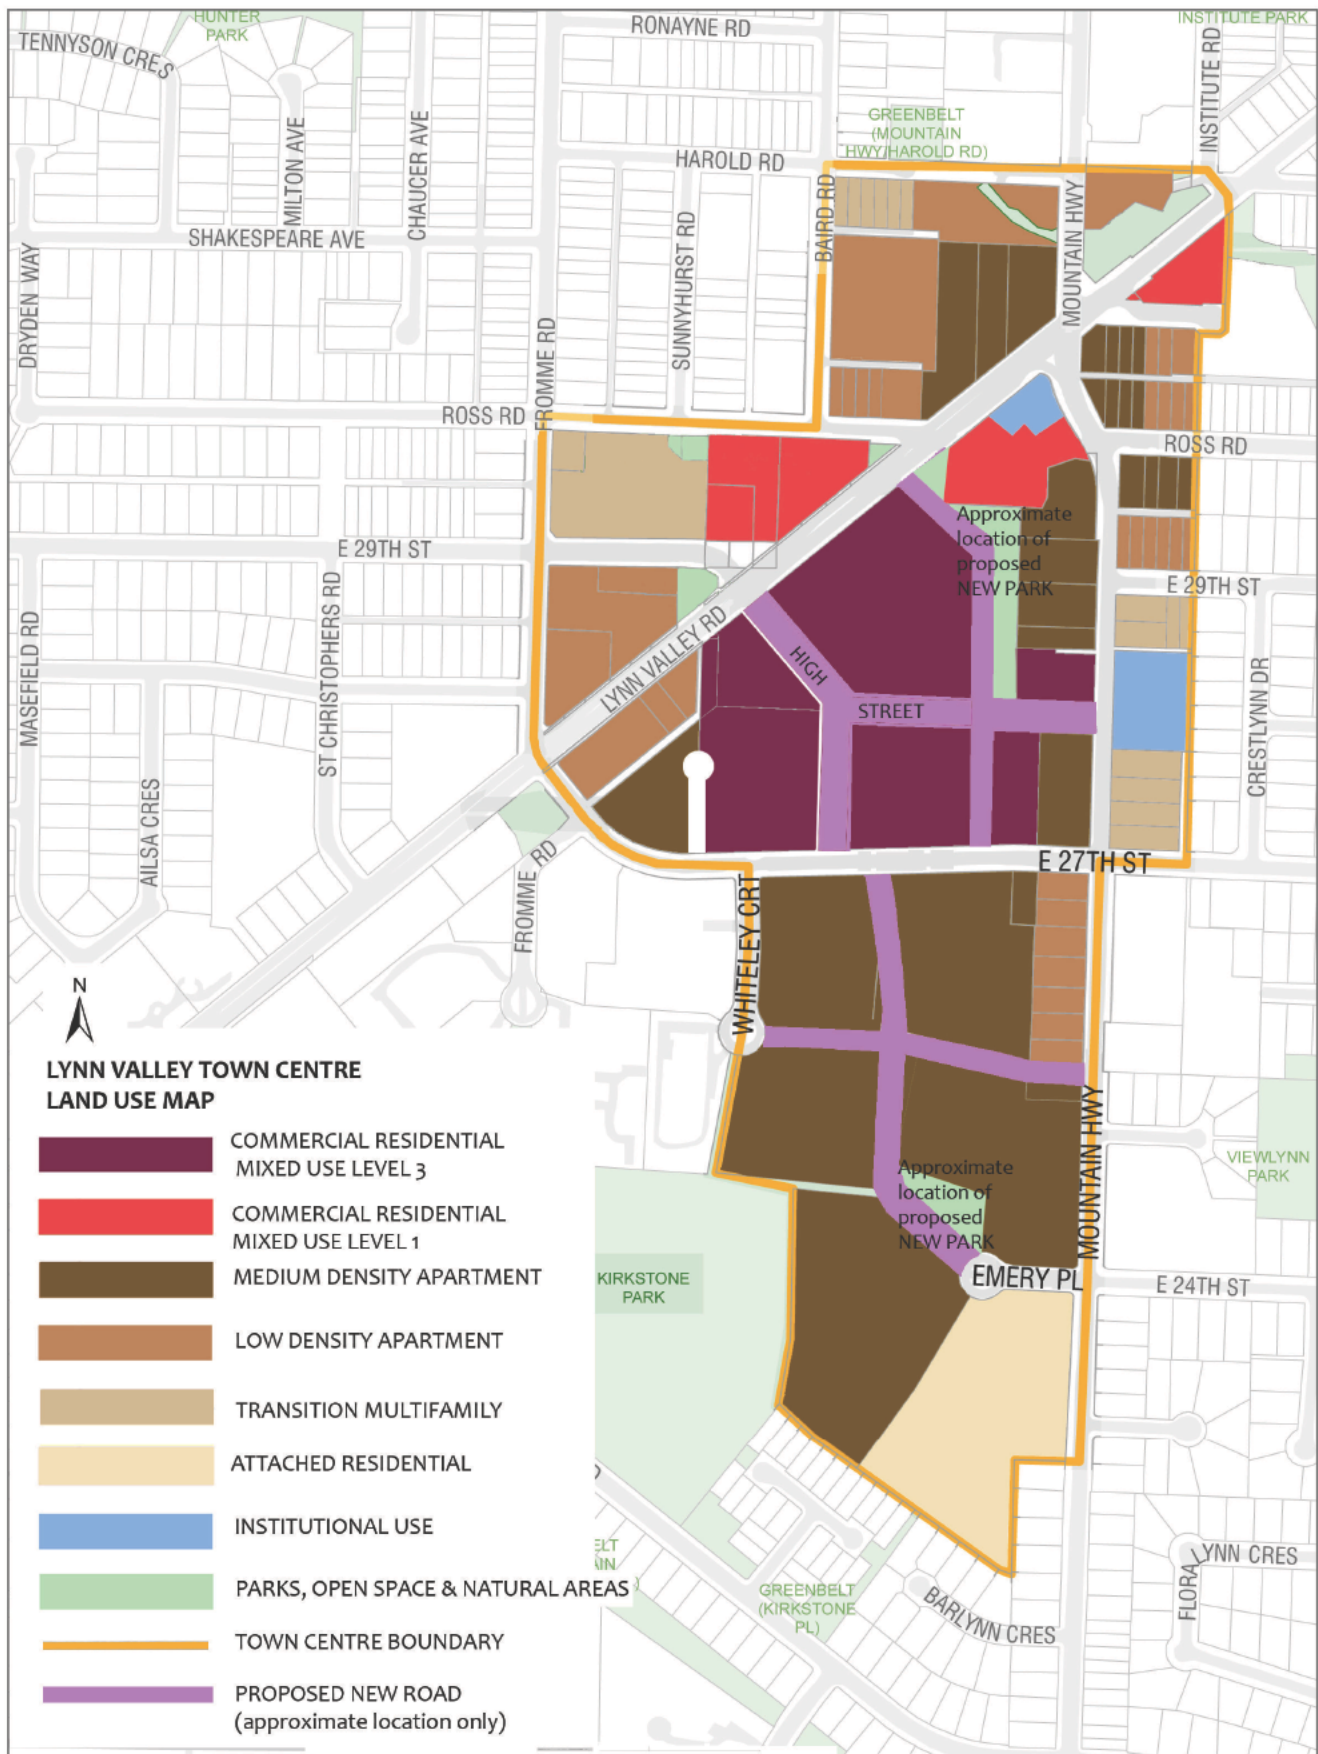 HUNTER
PARK
TENNYSON CRES
RONAYNE RD
INSTITUTE PARK
INSTITUTE RD
MILTON AVE
CHAUCER AVE
GREENBELT
(MOUNTAIN
HWY/HAROLD RD)
HAROLD RD
BAIRD RD
MOUNTAIN HWY
SHAKESPEARE AVE
SUNNYHURST RD
DRYDEN WAY
FROMME RD
ROSS RD
ROSS RD
E 29TH ST
Approximate
location of
proposed
NEW PARK
E 29TH ST
MASEFIELD RD
ST CHRISTOPHERS RD
LYNN VALLEY RD
HIGH
STREET
CRESTLYNN DR
AILSA CRES
FROMME RD
E 27TH ST
WHITELEY CRT
N
LYNN VALLEY TOWN CENTRE
LAND USE MAP
COMMERCIAL RESIDENTIAL
MIXED USE LEVEL 3
COMMERCIAL RESIDENTIAL
MIXED USE LEVEL 1
MEDIUM DENSITY APARTMENT
LOW DENSITY APARTMENT
TRANSITION MULTIFAMILY
ATTACHED RESIDENTIAL
INSTITUTIONAL USE
PARKS, OPEN SPACE & NATURAL AREAS
TOWN CENTRE BOUNDARY
PROPOSED NEW ROAD
(approximate location only)
MOUNTAIN HWY
VIEWLYNN
PARK
Approximate
location of
proposed
NEW PARK
KIRKSTONE
PARK
EMERY PL
E 24TH ST
GREENBELT
(KIRKSTONE
PL)
BARLYNN CRES
FLORA
LYNN CRES